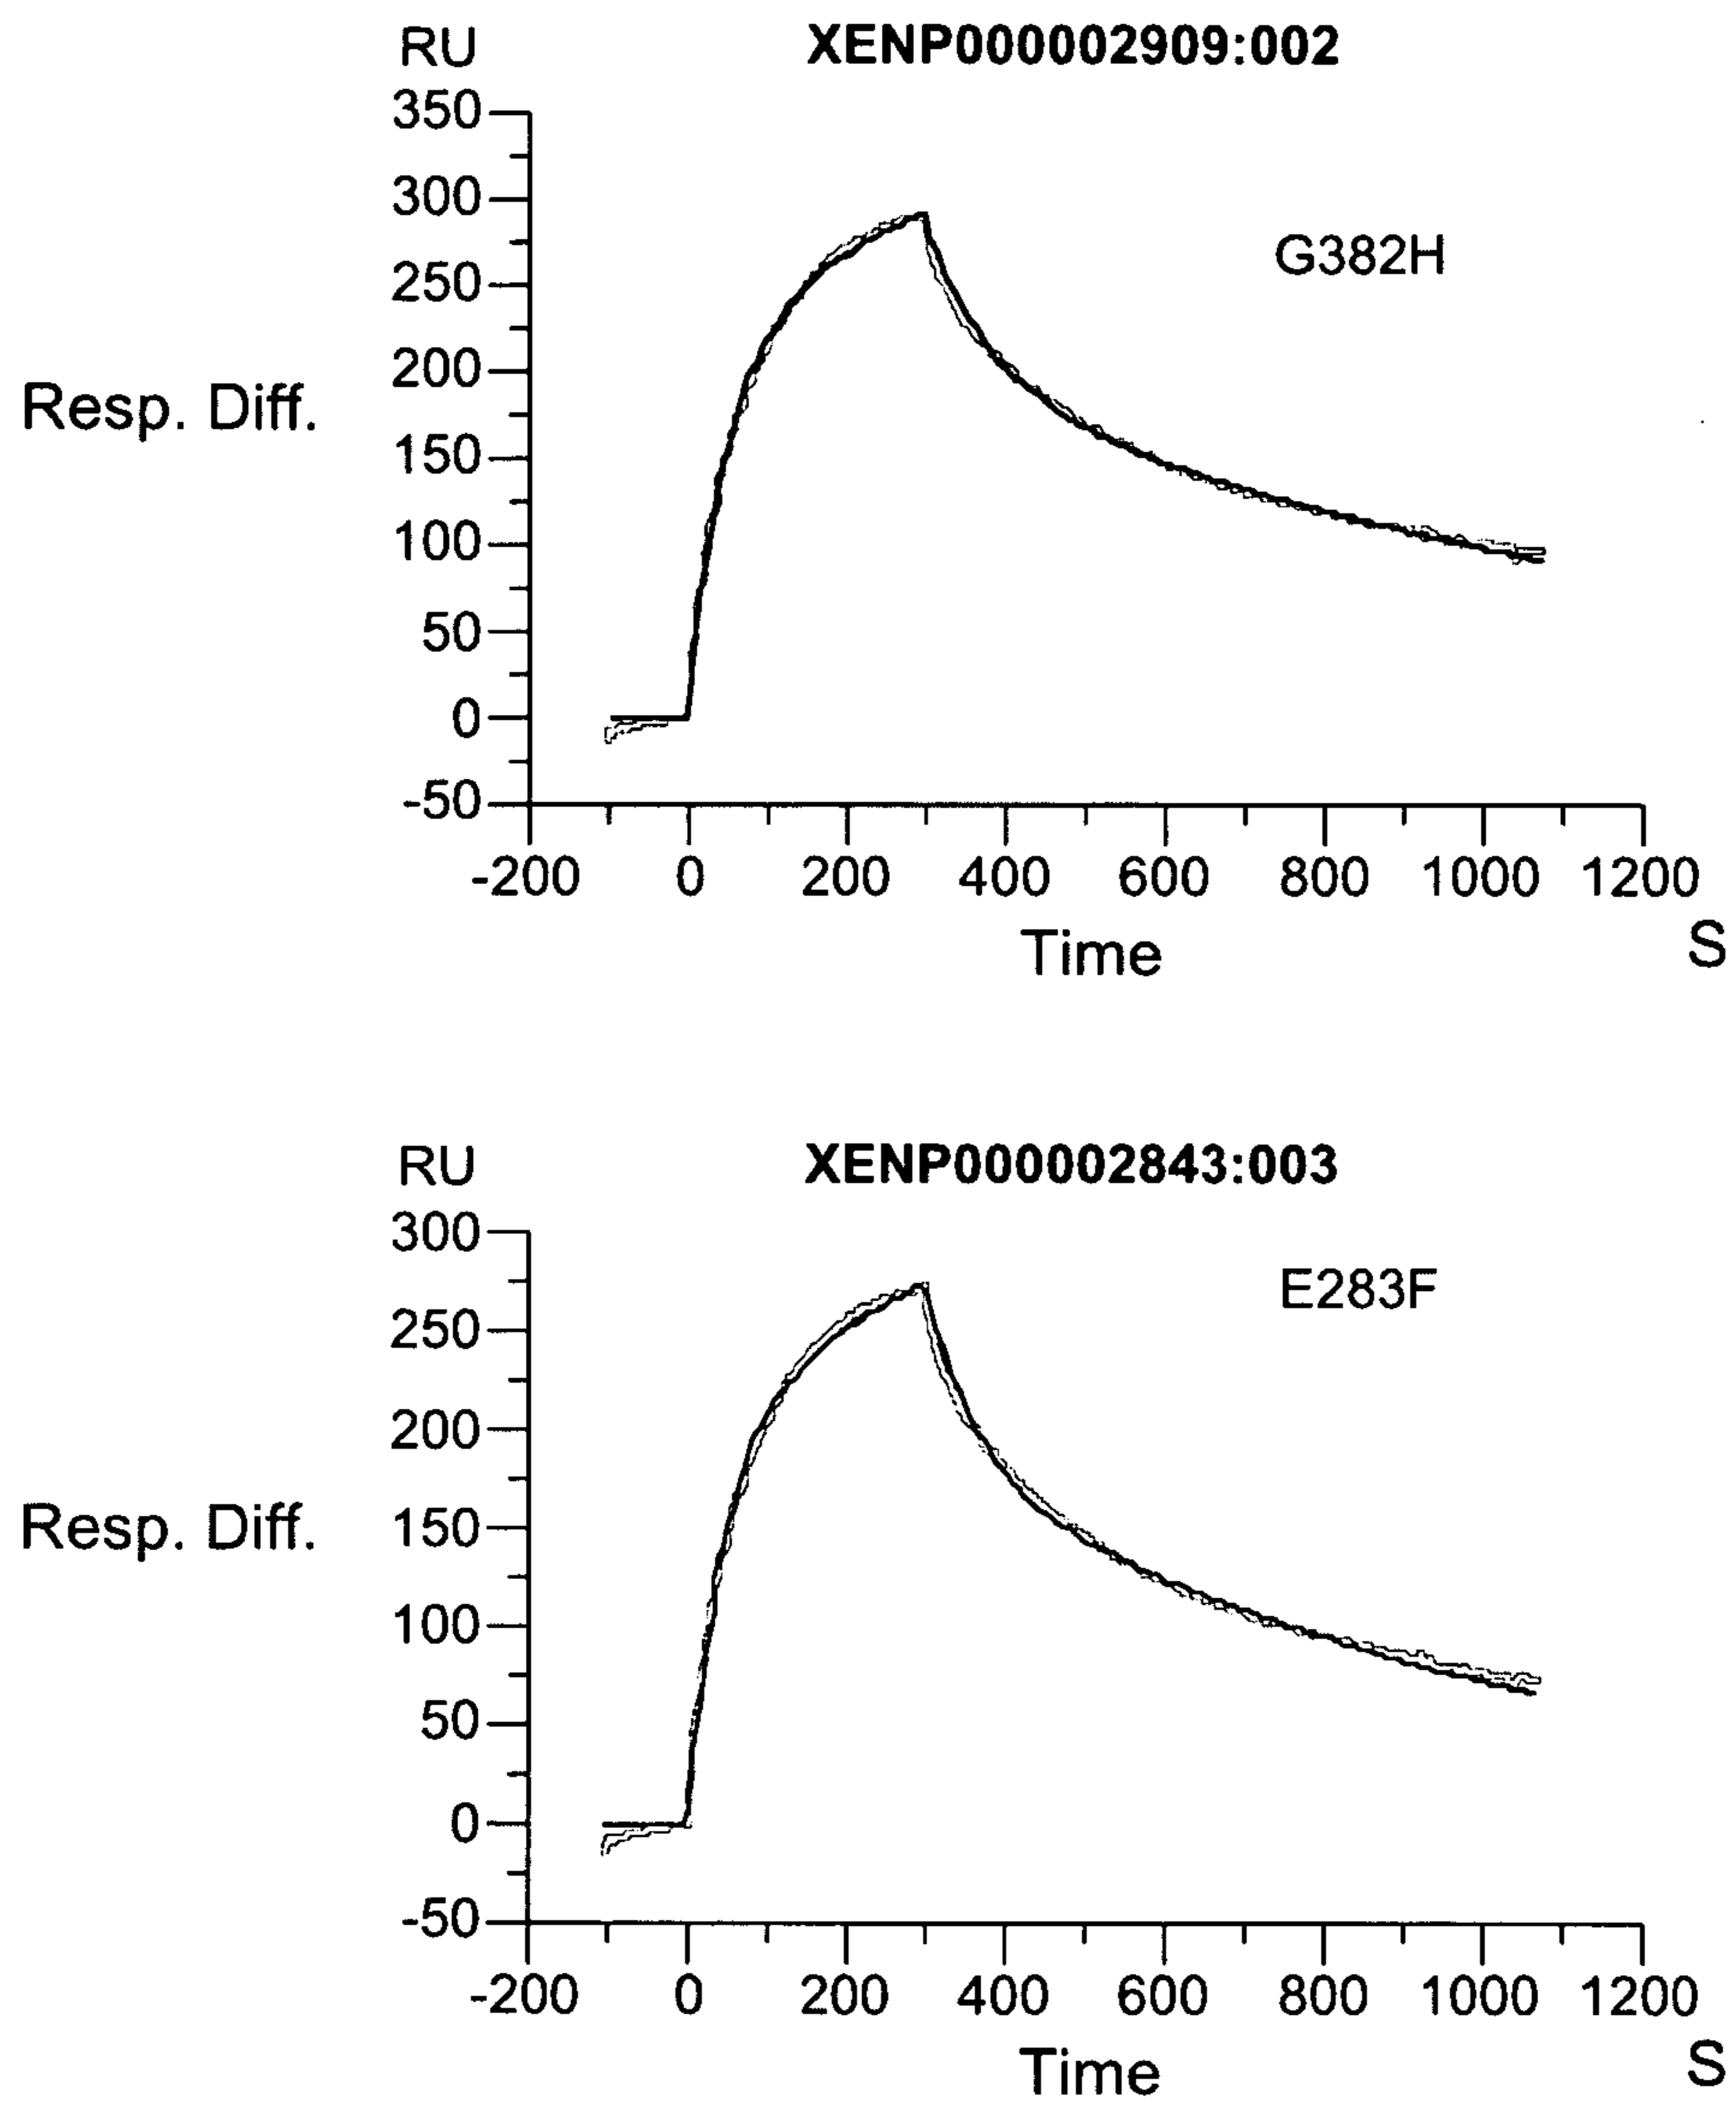 RU XENP000002909:002
350
300
G382H
250
200
Resp. Diff.
150
100
50
0
-50
-200 0 200 400 600 800 1000 1200
Time S
RU XENP000002843:003
300
E283F
250
200
Resp. Diff.
150
100
50
0
-50
-200 0 200 400 600 800 1000 1200
Time S